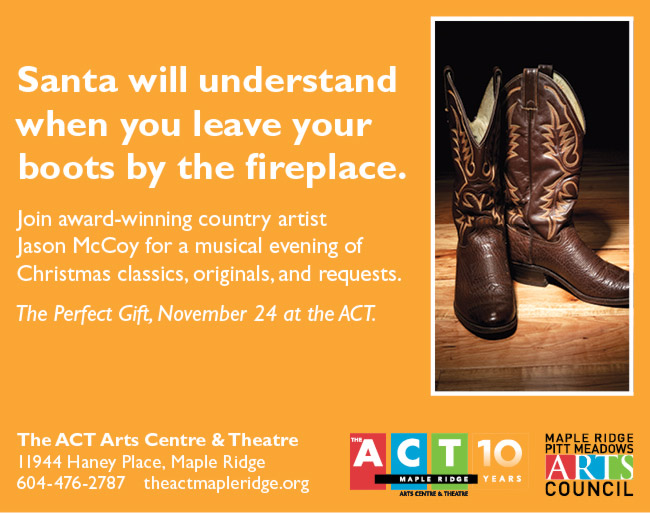 Santa will understand
when you leave your
boots by the fireplace.
Join award-winning country artist
Jason McCoy for a musical evening of
Christmas classics, originals, and requests.
The Perfect Gift, November 24 at the ACT.
The ACT Arts Centre & Theatre
11944 Haney Place, Maple Ridge
604-476-2787 theactmapleridge.org
THE ACT 10
MAPLE RIDGE YEARS
ARTS CENTRE & THEATRE
MAPLE RIDGE
PITT MEADOWS
ARTS
COUNCIL